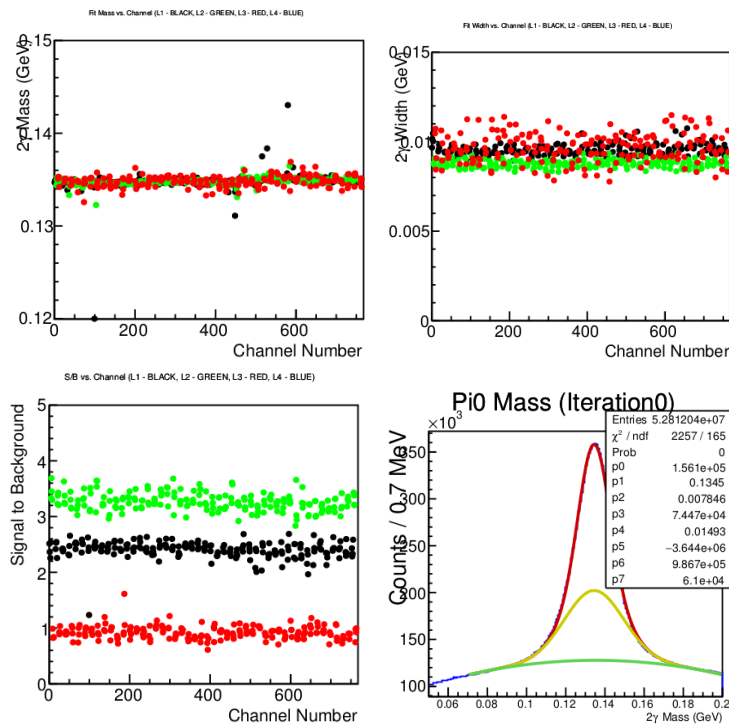 Fit Mass vs. Channel (L1 - BLACK, L2 - GREEN, L3 - RED, L4 - BLUE)
2γ Mass (GeV)
0.15
0.14
0.13
0.12
0
200
400
600
Channel Number
Fit Width vs. Channel (L1 - BLACK, L2 - GREEN, L3 - RED, L4 - BLUE)
2γ Width (GeV)
0.015
0.01
0.005
0
0
200
400
600
Channel Number
S/B vs. Channel (L1 - BLACK, L2 - GREEN, L3 - RED, L4 - BLUE)
Signal to Background
5
4
3
2
1
0
0
200
400
600
Channel Number
Pi0 Mass (Iteration0)
×10³
Counts / 0.7 MeV
350
300
250
200
150
100
Entries 5.281204e+07
χ² / ndf 2257 / 165
Prob 0
p0 1.561e+05
p1 0.1345
p2 0.007846
p3 7.447e+04
p4 0.01493
p5 −3.644e+06
p6 9.867e+05
p7 6.1e+04
0.06
0.08
0.1
0.12
0.14
0.16
0.18
0.2
2γ Mass (GeV)